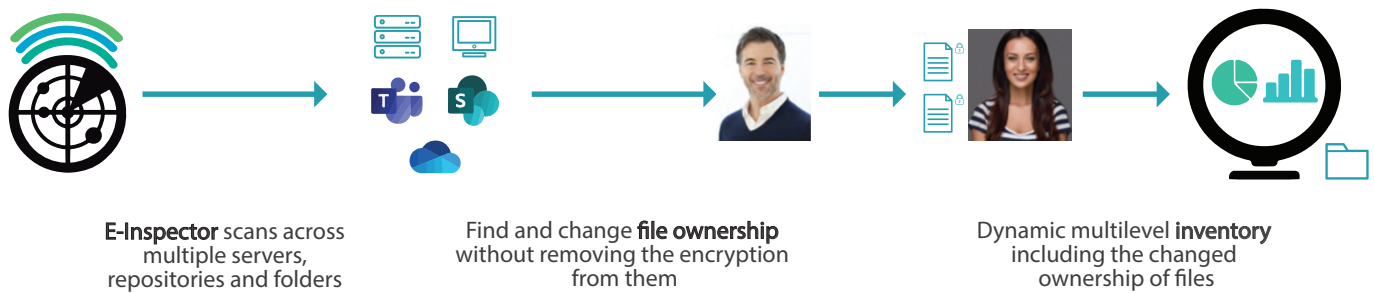 T
S
E-Inspector scans across
multiple servers,
repositories and folders
Find and change file ownership
without removing the encryption
from them
Dynamic multilevel inventory
including the changed
ownership of files